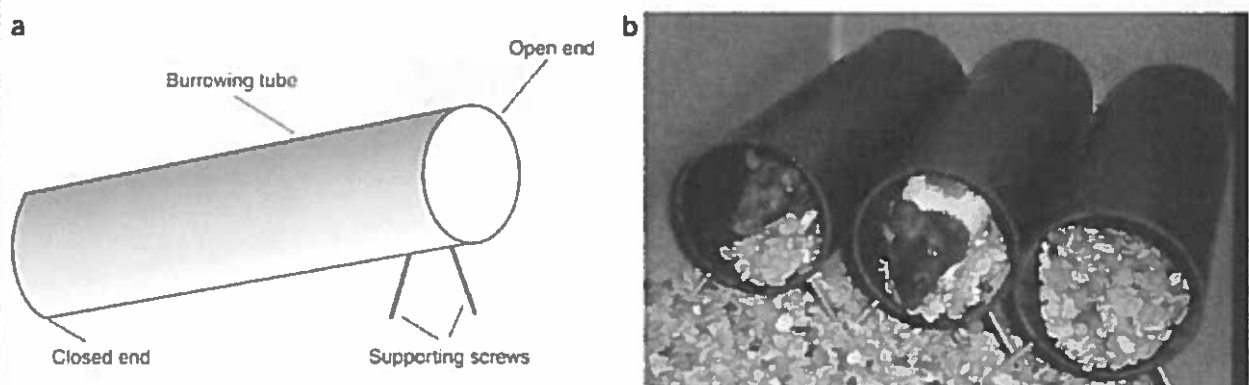 a
b
Open end
Burrowing tube
Closed end
Supporting screws